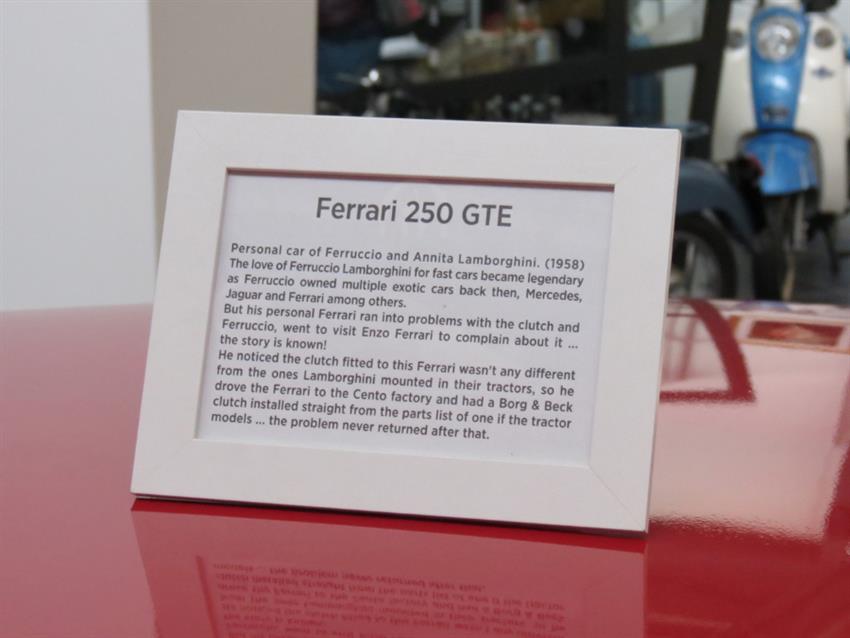 Ferrari 250 GTE
Personal car of Ferruccio and Annita Lamborghini. (1958)
The love of Ferruccio Lamborghini for fast cars became legendary
as Ferruccio owned multiple exotic cars back then, Mercedes,
Jaguar and Ferrari among others.
But his personal Ferrari ran into problems with the clutch and
Ferruccio, went to visit Enzo Ferrari to complain about it ...
the story is known!
He noticed the clutch fitted to this Ferrari wasn't any different
from the ones Lamborghini mounted in their tractors, so he
drove the Ferrari to the Cento factory and had a Borg & Beck
clutch installed straight from the parts list of one if the tractor
models ... the problem never returned after that.